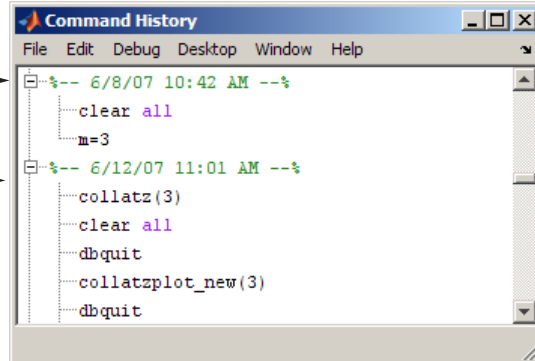 Command History
File Edit Debug Desktop Window Help
%-- 6/8/07 10:42 AM --%
clear all
m=3
%-- 6/12/07 11:01 AM --%
collatz(3)
clear all
dbquit
collatzplot_new(3)
dbquit